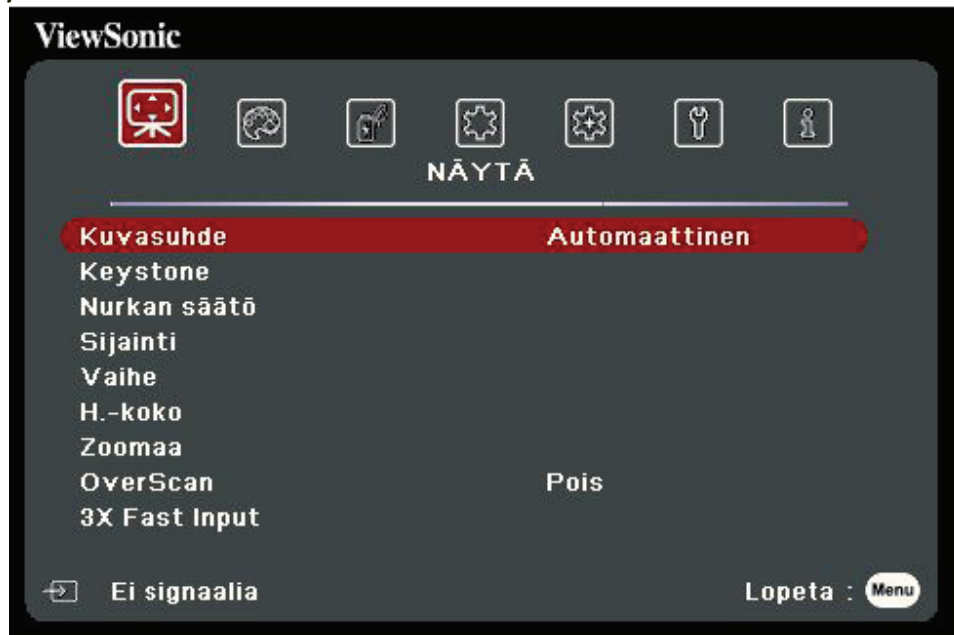 ViewSonic
NÄYTÄ
Kuvasuhde Automaattinen
Keystone
Nurkan säätö
Sijainti
Vaihe
H.-koko
Zoomaa
OverScan Pois
3X Fast Input
Ei signaalia Lopeta : Menu